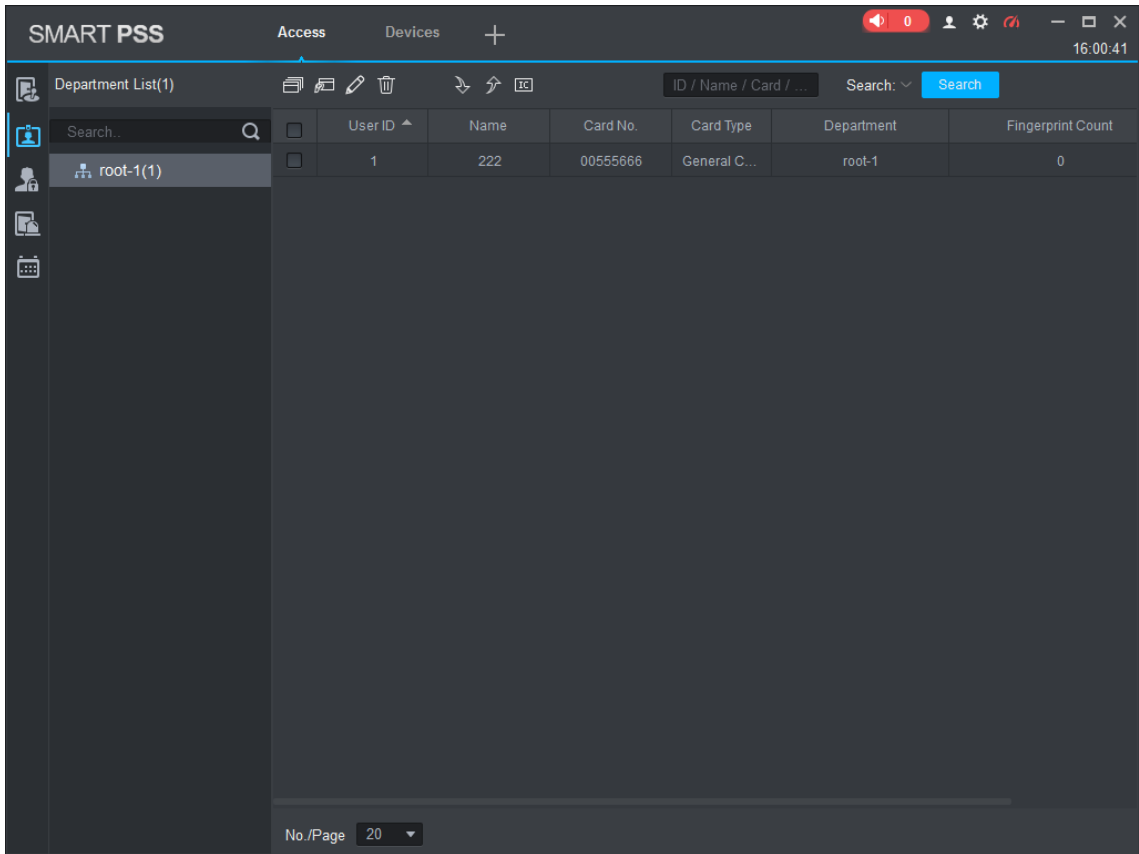 SMART PSS
Access
Devices
0
16:00:41
Department List(1)
IC
ID / Name / Card / ...
Search:
Search
Search..
root-1(1)
User ID
Name
Card No.
Card Type
Department
Fingerprint Count
1
222
00555666
General C...
root-1
0
No./Page
20